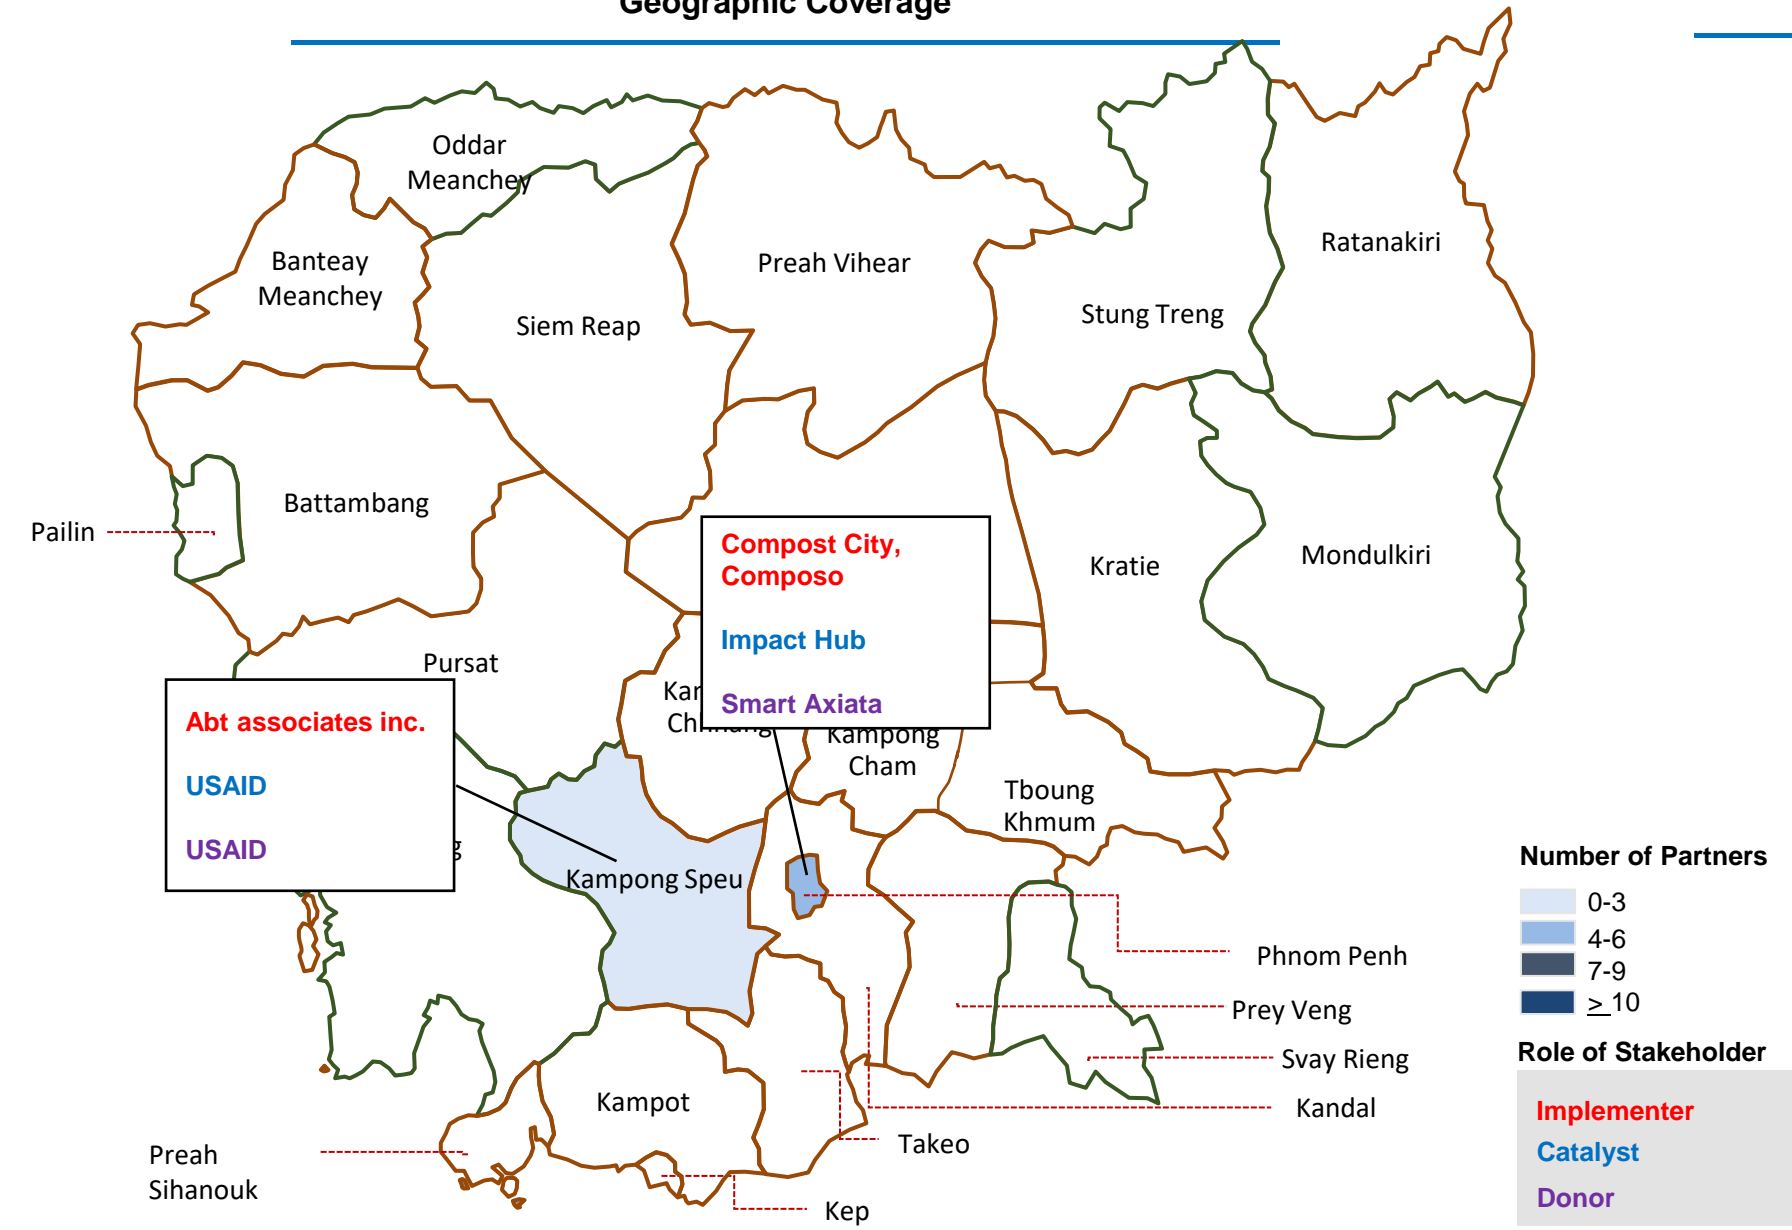 Geographic Coverage
Oddar
Meanchey
Banteay
Meanchey
Siem Reap
Preah Vihear
Stung Treng
Ratanakiri
Battambang
Pailin
Kratie
Mondulkiri
Pursat
Compost City,
Composo
Impact Hub
Smart Axiata
Kampong
Cham
Tboung
Khmum
Abt associates inc.
USAID
USAID
Kampong Speu
Phnom Penh
Prey Veng
Svay Rieng
Kandal
Takeo
Kampot
Kep
Preah
Sihanouk
Number of Partners
0-3
4-6
7-9
> 10
Role of Stakeholder
Implementer
Catalyst
Donor